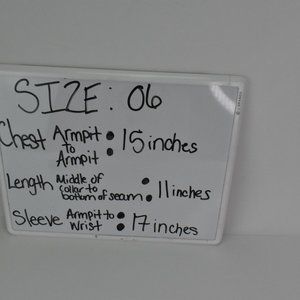 SIZE: 06
Chest Armpit to Armpit : 15 inches
Length Middle of collar to bottom of seam : 11 inches
Sleeve Armpit to Wrist : 17 inches